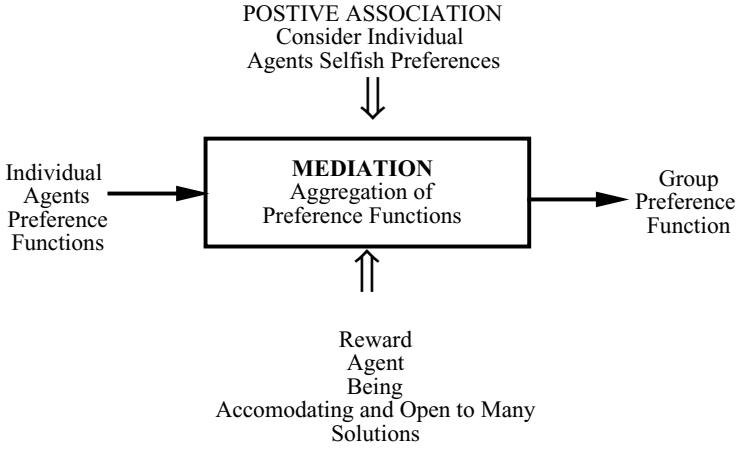 POSTIVE ASSOCIATION
Consider Individual
Agents Selfish Preferences
Individual
Agents
Preference
Functions
MEDIATION
Aggregation of
Preference Functions
Group
Preference
Function
Reward
Agent
Being
Accomodating and Open to Many
Solutions